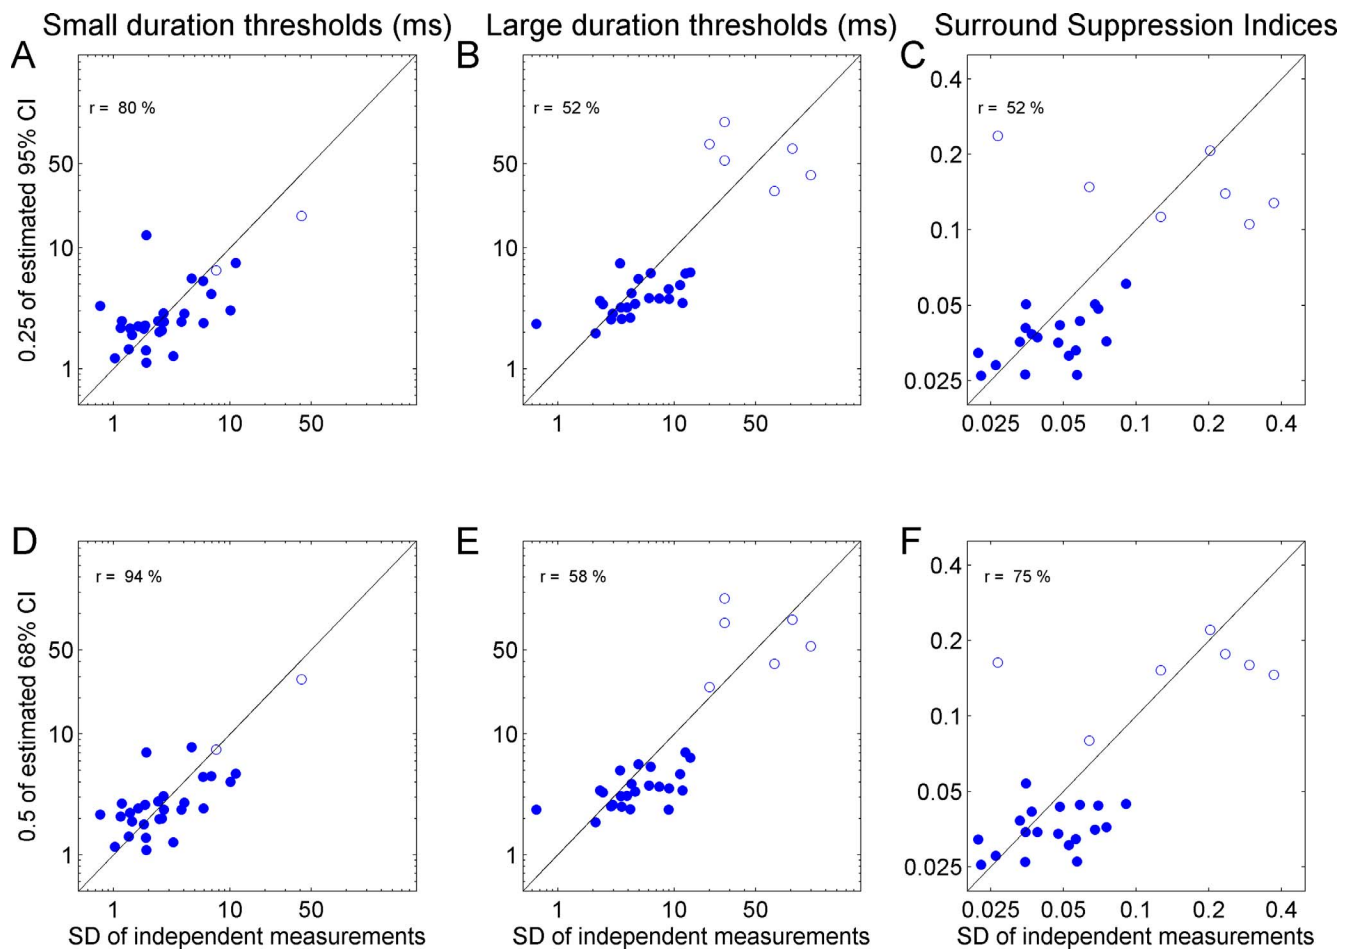 Small duration thresholds (ms) Large duration thresholds (ms) Surround Suppression Indices
A B C
r = 80 % r = 52 % r = 52 %
0.25 of estimated 95% CI
50 50 0.4
10 10 0.2
1 1 0.1
0.05
0.025
1 10 50 1 10 50 0.025 0.05 0.1 0.2 0.4
D E F
r = 94 % r = 58 % r = 75 %
0.5 of estimated 68% CI
50 50 0.4
10 10 0.2
1 1 0.1
0.05
0.025
1 10 50 1 10 50 0.025 0.05 0.1 0.2 0.4
SD of independent measurements SD of independent measurements SD of independent measurements